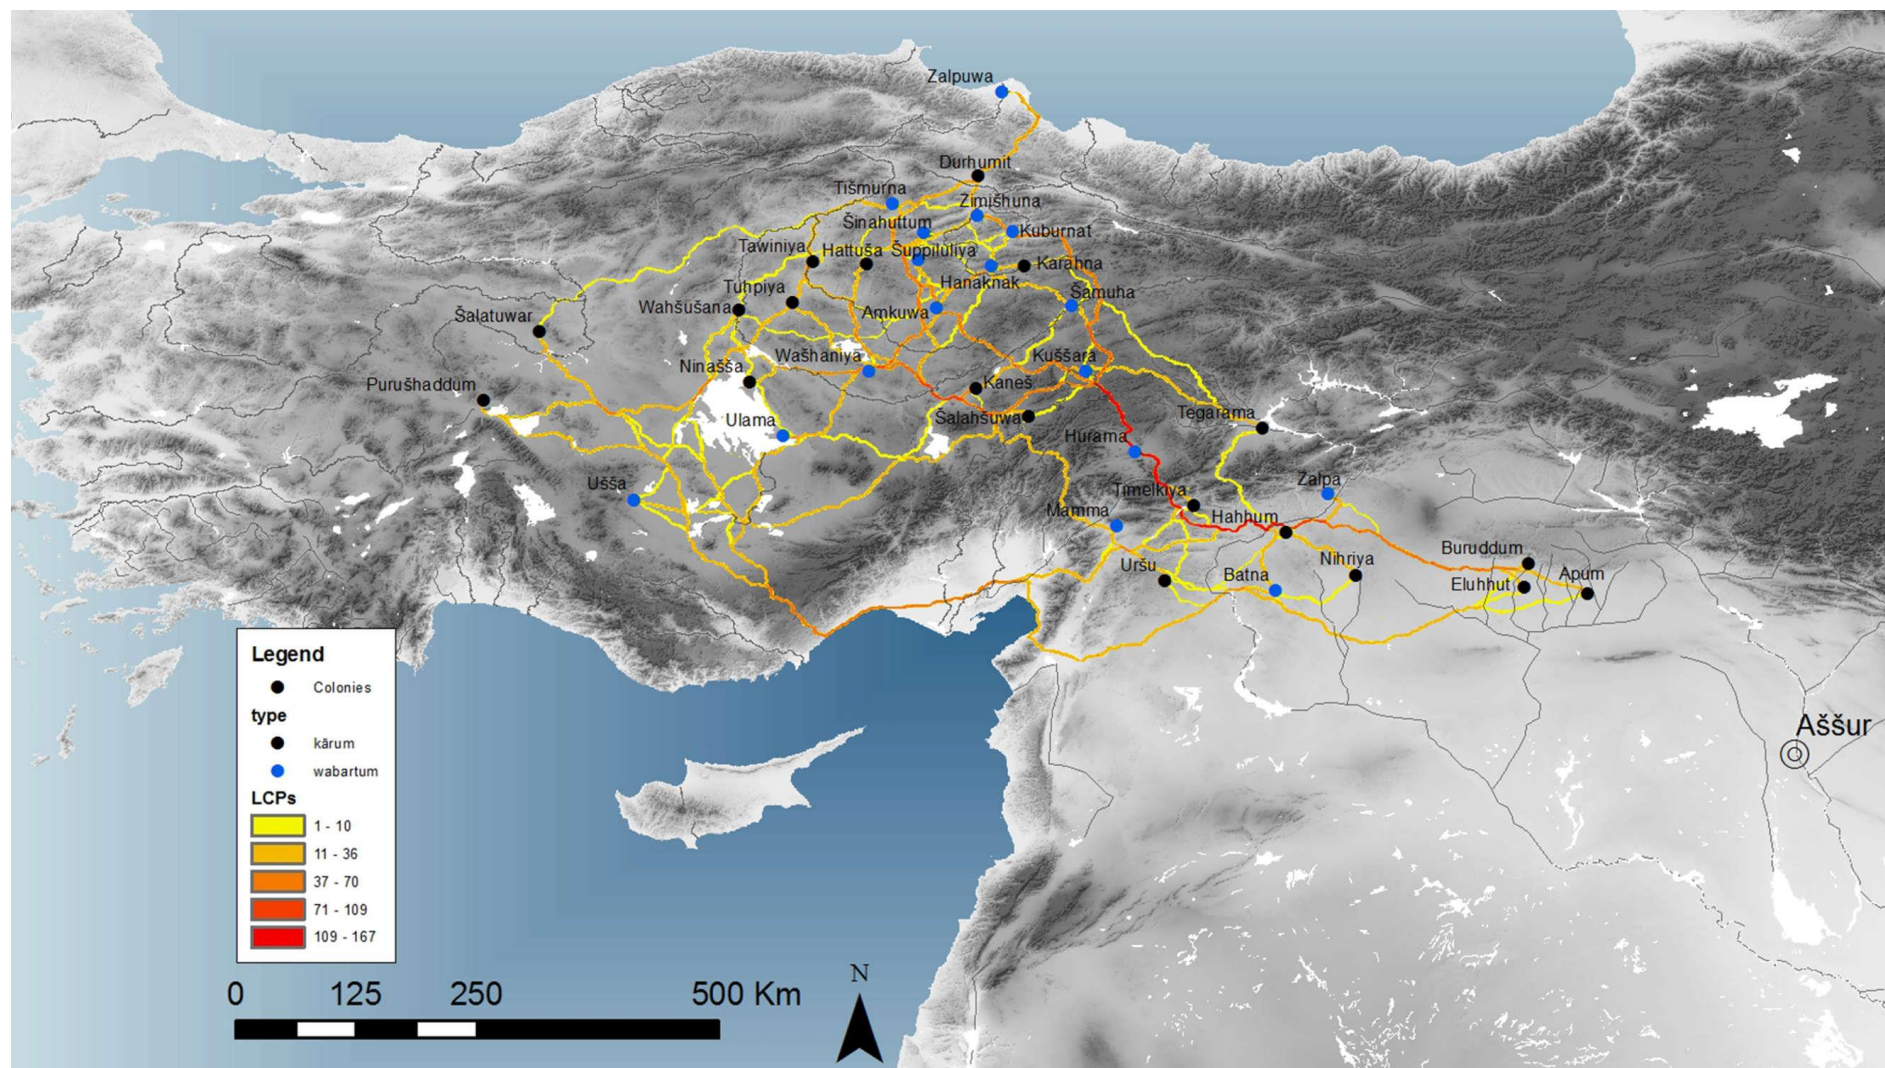 Zalpuwa
Durhumit
Tišmurna
Zimišhuna
Šinahuttum
Kuburnat
Tawiniya
Hattuša
Šuppiluliya
Karahna
Hanaknak
Tuhpiya
Šamuha
Wahšušana
Amkuwa
Šalatuwar
Wašhaniya
Kuššara
Ninašša
Kaneš
Purušhaddum
Šalahšuwa
Tegarama
Ulama
Hurama
Ušša
Zalpa
Timelkiya
Mamma
Hahhum
Buruddum
Uršu
Batna
Nihriya
Eluhhut
Apum
Aššur
Legend
Colonies
type
kārum
wabartum
LCPs
1 - 10
11 - 36
37 - 70
71 - 109
109 - 167
0 125 250 500 Km
N